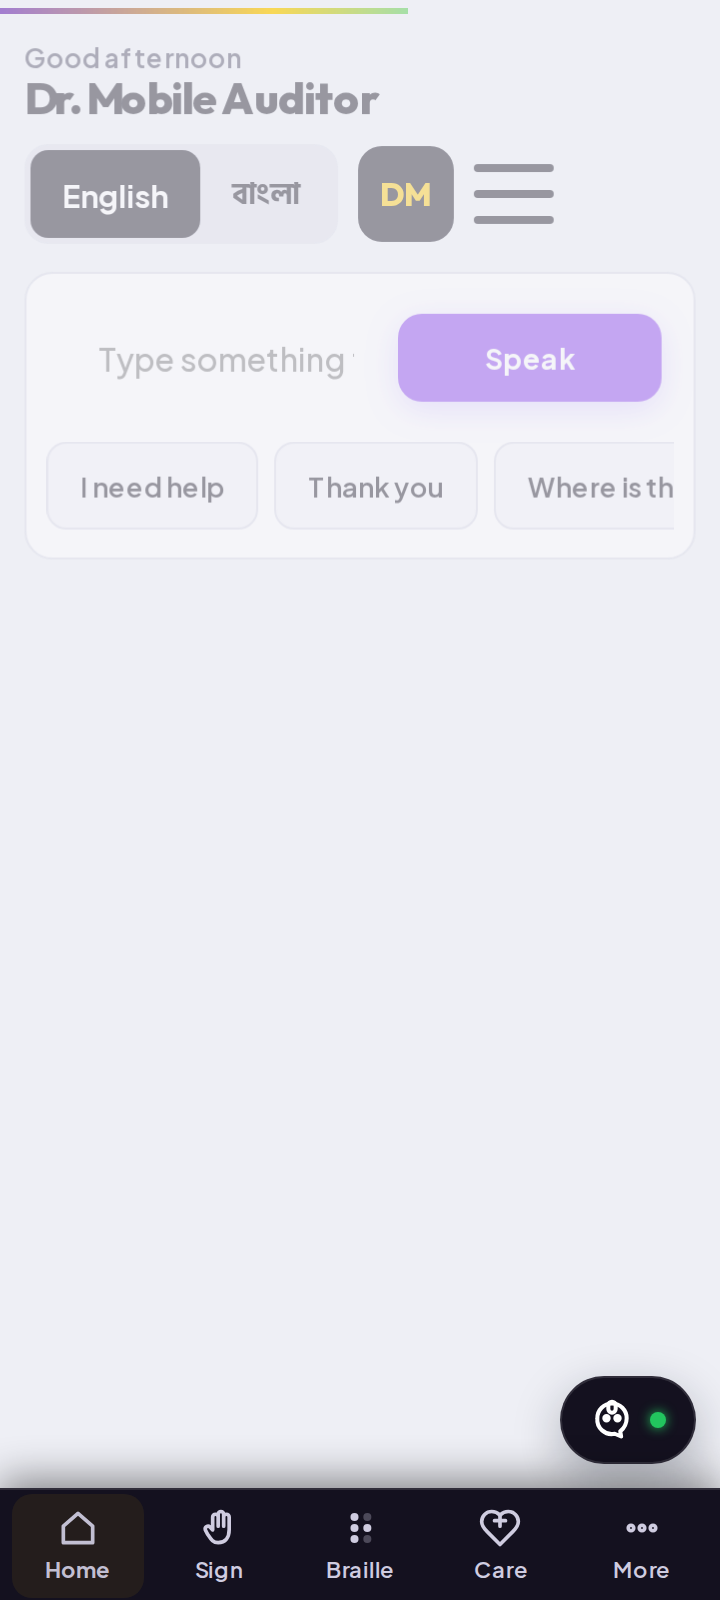 Good afternoon
Dr. Mobile Auditor
English বাংলা DM
Type something
Speak
I need help Thank you Where is th
Home Sign Braille Care More